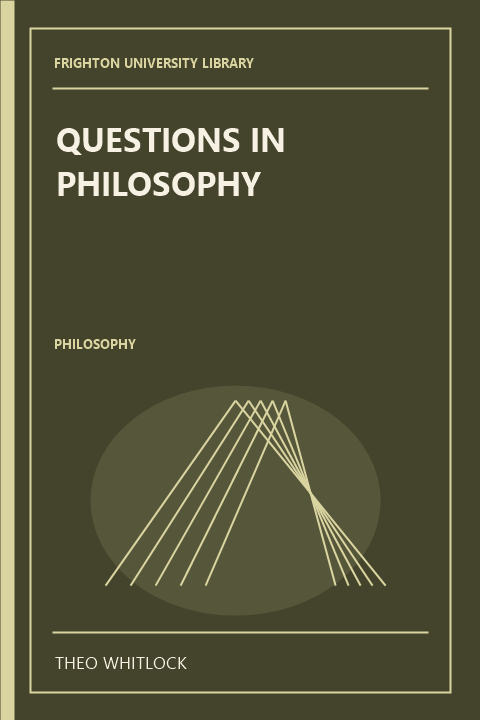 FRIGHTON UNIVERSITY LIBRARY
QUESTIONS IN
PHILOSOPHY
PHILOSOPHY
THEO WHITLOCK